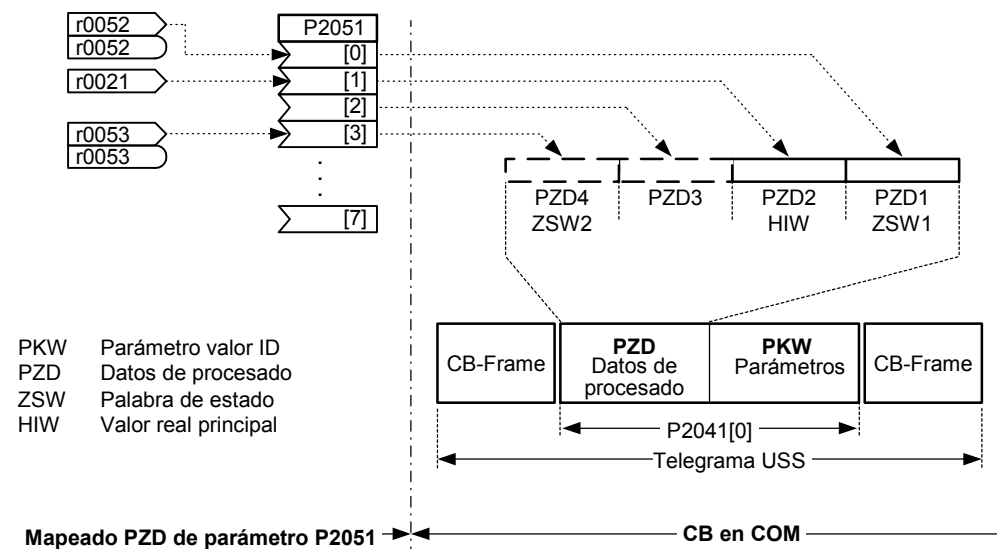 r0052
r0052
r0021
r0053
r0053
P2051
[0]
[1]
[2]
[3]
[7]
PZD4
ZSW2
PZD3
PZD2
HIW
PZD1
ZSW1
PKW Parámetro valor ID
PZD Datos de procesado
ZSW Palabra de estado
HIW Valor real principal
CB-Frame
PZD
Datos de
procesado
PKW
Parámetros
CB-Frame
P2041[0]
Telegrama USS
Mapeado PZD de parámetro P2051
CB en COM